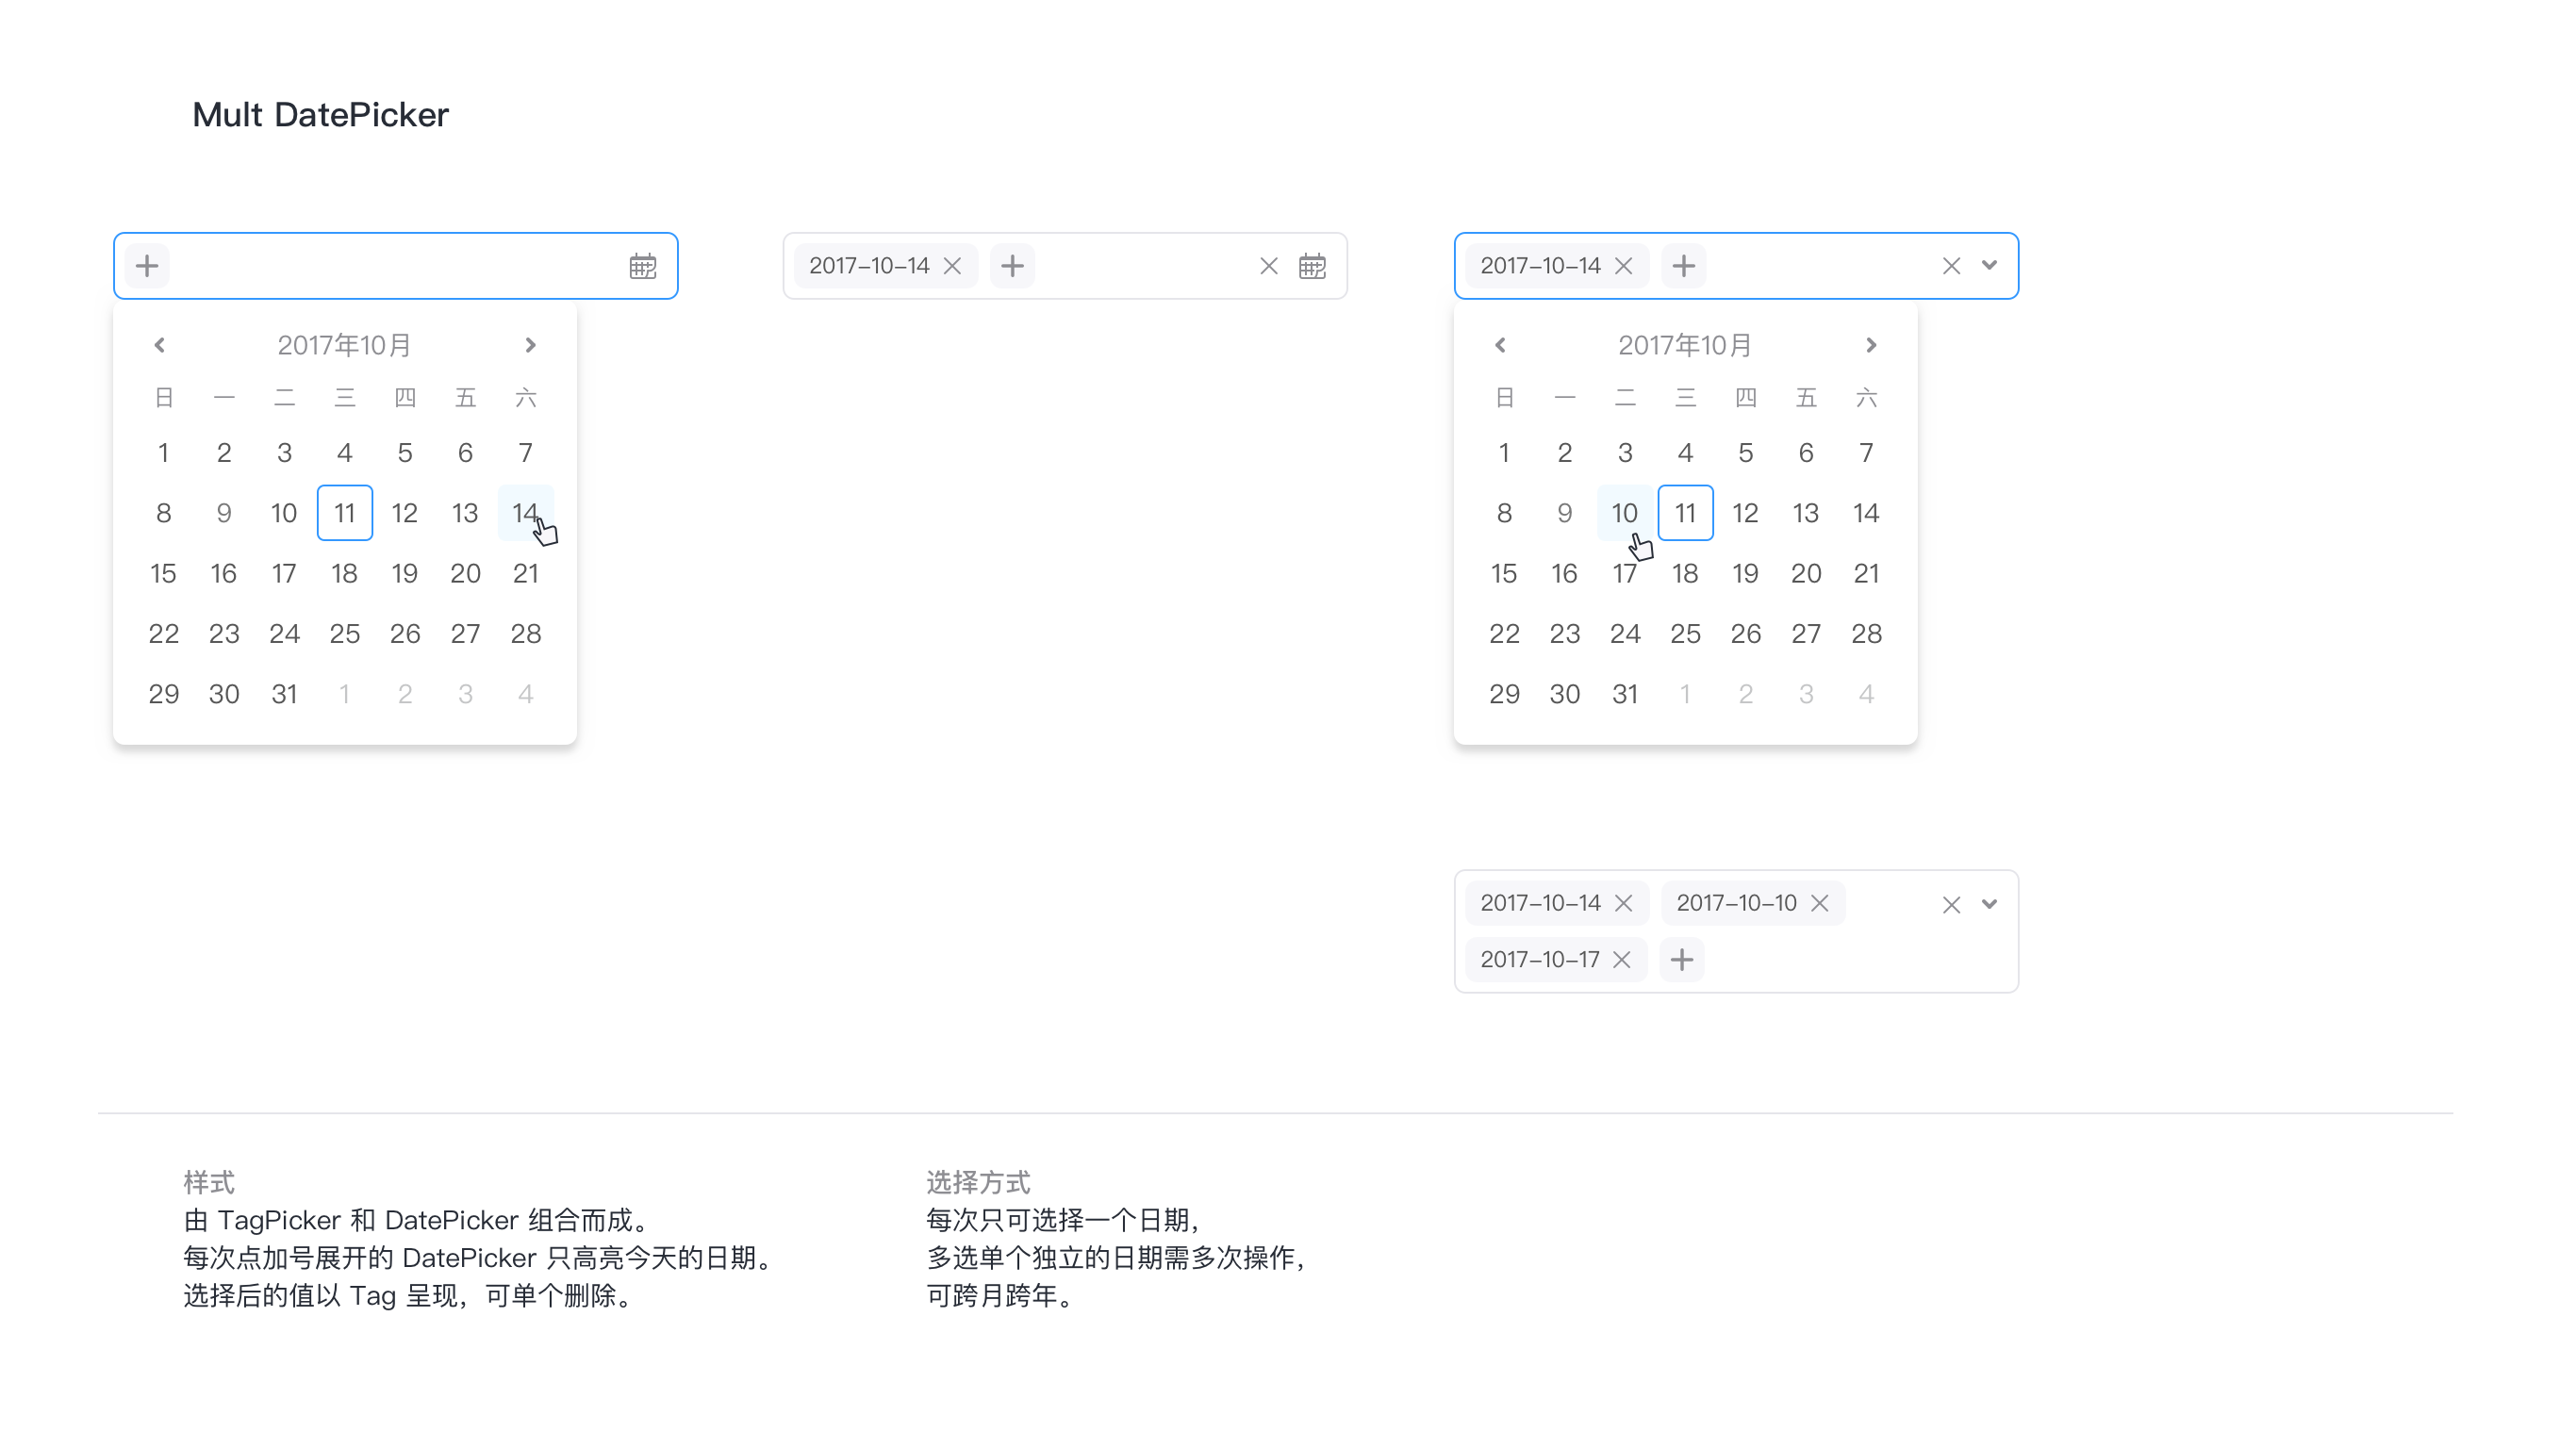 Mult DatePicker
2017-10-14
2017-10-14
2017年10月
2017年10月
日 一 二 三 四 五 六
1 2 3 4 5 6 7
8 9 10 11 12 13 14
15 16 17 18 19 20 21
22 23 24 25 26 27 28
29 30 31 1 2 3 4
日 一 二 三 四 五 六
1 2 3 4 5 6 7
8 9 10 11 12 13 14
15 16 17 18 19 20 21
22 23 24 25 26 27 28
29 30 31 1 2 3 4
2017-10-14 2017-10-10
2017-10-17
样式
由 TagPicker 和 DatePicker 组合而成。
每次点加号展开的 DatePicker 只高亮今天的日期。
选择后的值以 Tag 呈现，可单个删除。
选择方式
每次只可选择一个日期，
多选单个独立的日期需多次操作，
可跨月跨年。